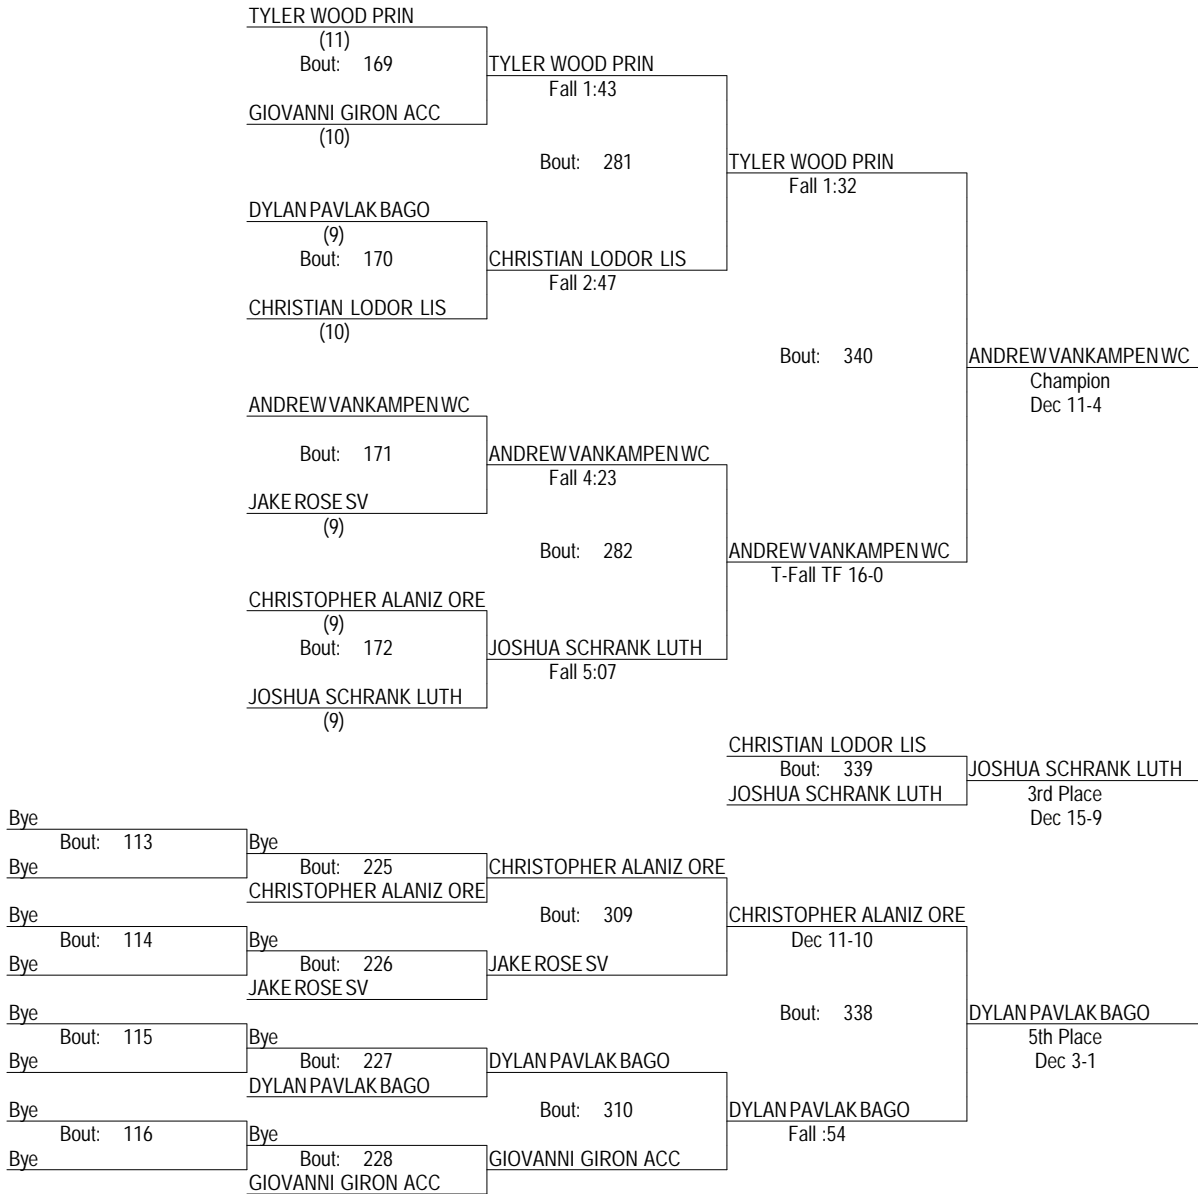 TYLER WOOD PRIN
(11)
Bout: 169
TYLER WOOD PRIN
Fall 1:43
GIOVANNI GIRON ACC
(10)
Bout: 281
TYLER WOOD PRIN
Fall 1:32
DYLAN PAVLAK BAGO
(9)
Bout: 170
CHRISTIAN LODOR LIS
Fall 2:47
CHRISTIAN LODOR LIS
(10)
Bout: 340
ANDREW VANKAMPEN WC
Champion
Dec 11-4
ANDREW VANKAMPEN WC
Bout: 171
ANDREW VANKAMPEN WC
Fall 4:23
JAKE ROSE SV
(9)
Bout: 282
ANDREW VANKAMPEN WC
T-Fall TF 16-0
CHRISTOPHER ALANIZ ORE
(9)
Bout: 172
JOSHUA SCHRANK LUTH
Fall 5:07
JOSHUA SCHRANK LUTH
(9)
CHRISTIAN LODOR LIS
Bout: 339
JOSHUA SCHRANK LUTH
JOSHUA SCHRANK LUTH
3rd Place
Dec 15-9
Bye
Bout: 113
Bye
Bye
Bout: 225
CHRISTOPHER ALANIZ ORE
CHRISTOPHER ALANIZ ORE
Bye
Bout: 309
CHRISTOPHER ALANIZ ORE
Dec 11-10
Bout: 114
Bye
Bye
Bout: 226
JAKE ROSE SV
JAKE ROSE SV
Bye
Bout: 338
DYLAN PAVLAK BAGO
5th Place
Dec 3-1
Bout: 115
Bye
Bye
Bout: 227
DYLAN PAVLAK BAGO
DYLAN PAVLAK BAGO
Bye
Bout: 310
DYLAN PAVLAK BAGO
Fall :54
Bout: 116
Bye
Bye
Bout: 228
GIOVANNI GIRON ACC
GIOVANNI GIRON ACC